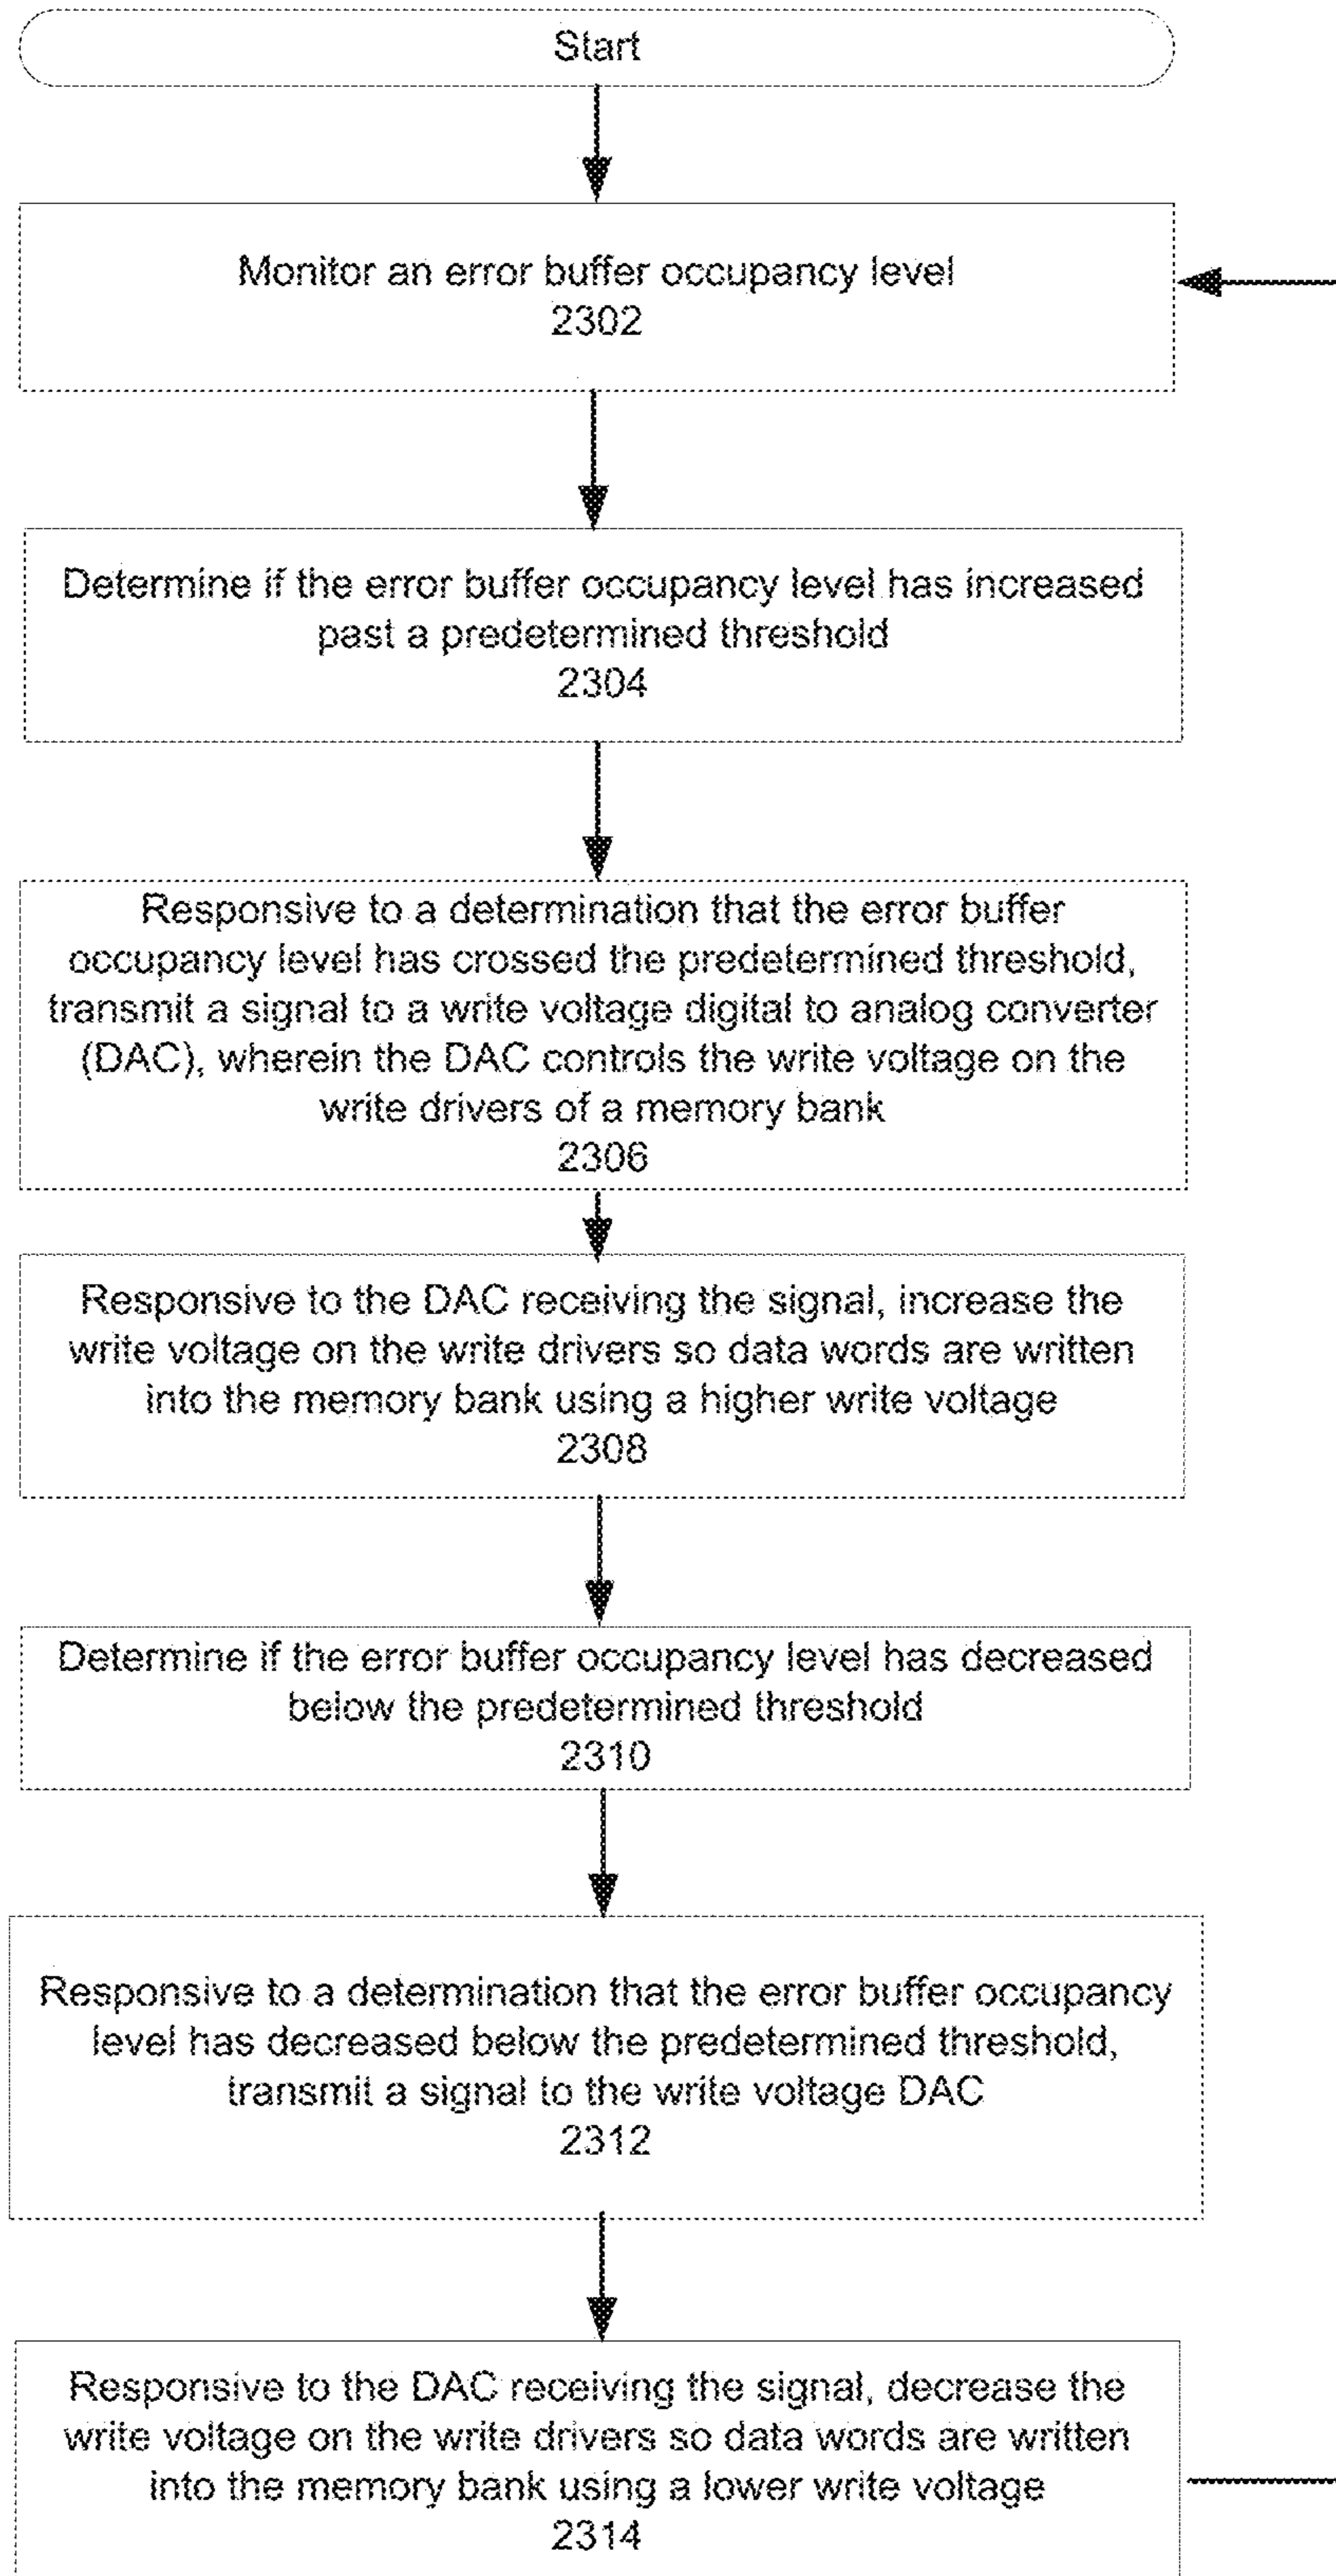 Start
Monitor an error buffer occupancy level
2302
Determine if the error buffer occupancy level has increased
past a predetermined threshold
2304
Responsive to a determination that the error buffer
occupancy level has crossed the predetermined threshold,
transmit a signal to a write voltage digital to analog converter
(DAC), wherein the DAC controls the write voltage on the
write drivers of a memory bank
2306
Responsive to the DAC receiving the signal, increase the
write voltage on the write drivers so data words are written
into the memory bank using a higher write voltage
2308
Determine if the error buffer occupancy level has decreased
below the predetermined threshold
2310
Responsive to a determination that the error buffer occupancy
level has decreased below the predetermined threshold,
transmit a signal to the write voltage DAC
2312
Responsive to the DAC receiving the signal, decrease the
write voltage on the write drivers so data words are written
into the memory bank using a lower write voltage
2314